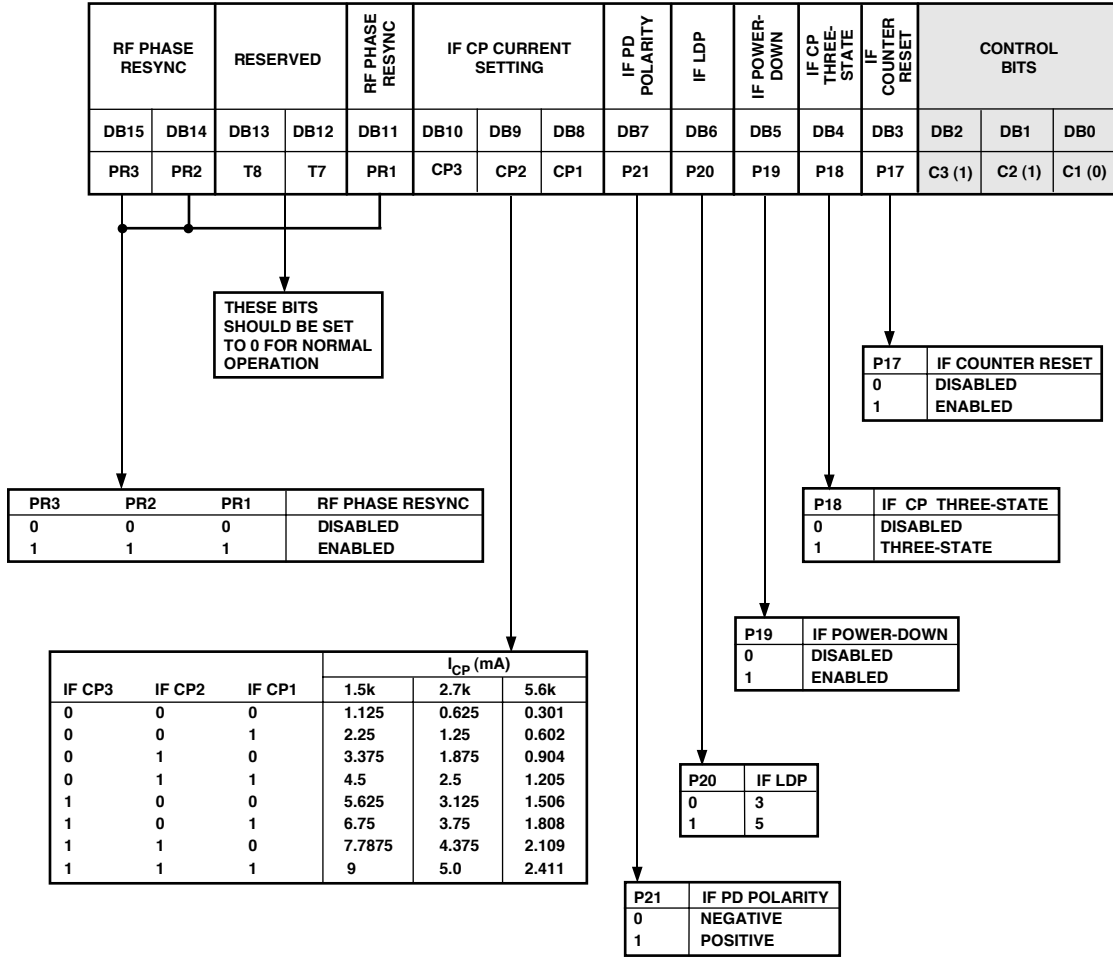 RF PHASE RESYNC
RESERVED
RF PHASE RESYNC
IF CP CURRENT SETTING
IF PD POLARITY
IF LDP
IF POWER-DOWN
IF CP THREE-STATE
IF COUNTER RESET
CONTROL BITS
DB15 DB14 DB13 DB12 DB11 DB10 DB9 DB8 DB7 DB6 DB5 DB4 DB3 DB2 DB1 DB0
PR3 PR2 T8 T7 PR1 CP3 CP2 CP1 P21 P20 P19 P18 P17 C3 (1) C2 (1) C1 (0)
THESE BITS
SHOULD BE SET
TO 0 FOR NORMAL
OPERATION
P17 IF COUNTER RESET
0 DISABLED
1 ENABLED
PR3 PR2 PR1 RF PHASE RESYNC
0 0 0 DISABLED
1 1 1 ENABLED
P18 IF CP THREE-STATE
0 DISABLED
1 THREE-STATE
P19 IF POWER-DOWN
0 DISABLED
1 ENABLED
ICP (mA)
IF CP3 IF CP2 IF CP1 1.5k 2.7k 5.6k
0 0 0 1.125 0.625 0.301
0 0 1 2.25 1.25 0.602
0 1 0 3.375 1.875 0.904
0 1 1 4.5 2.5 1.205
1 0 0 5.625 3.125 1.506
1 0 1 6.75 3.75 1.808
1 1 0 7.7875 4.375 2.109
1 1 1 9 5.0 2.411
P20 IF LDP
0 3
1 5
P21 IF PD POLARITY
0 NEGATIVE
1 POSITIVE